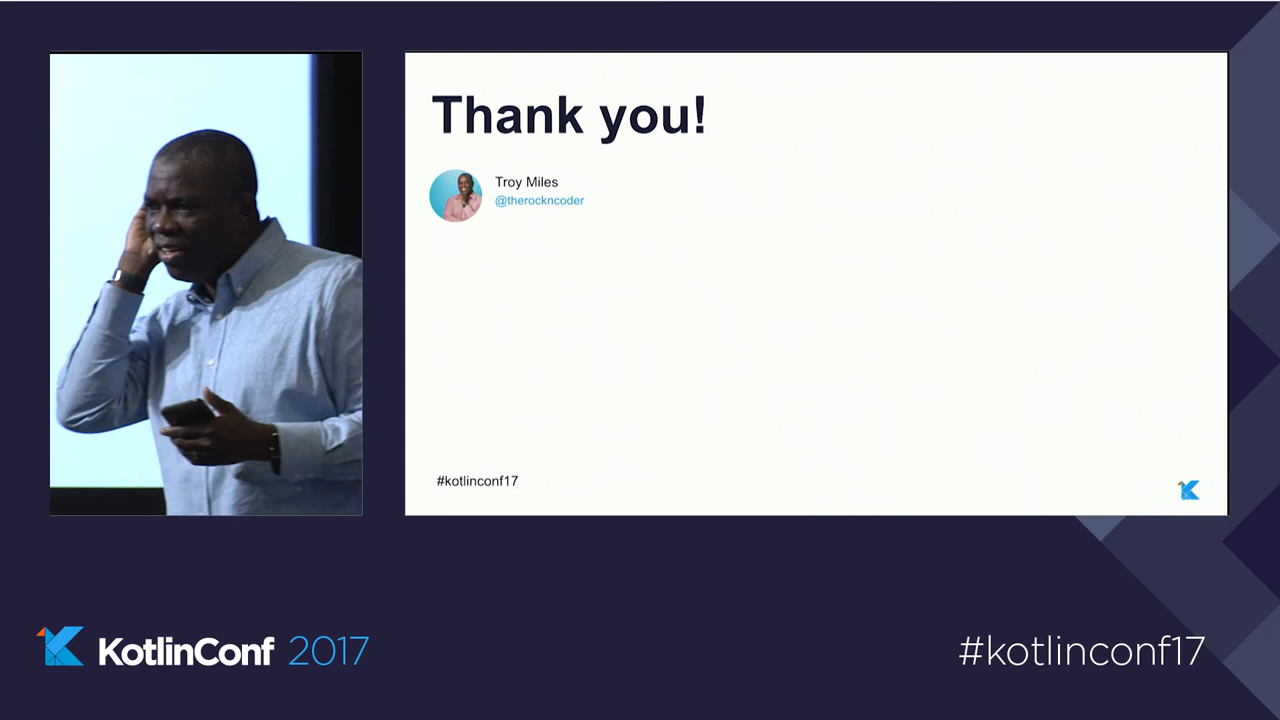 Thank you!
Troy Miles
@therockncoder
#kotlinconf17
KotlinConf 2017
#kotlinconf17